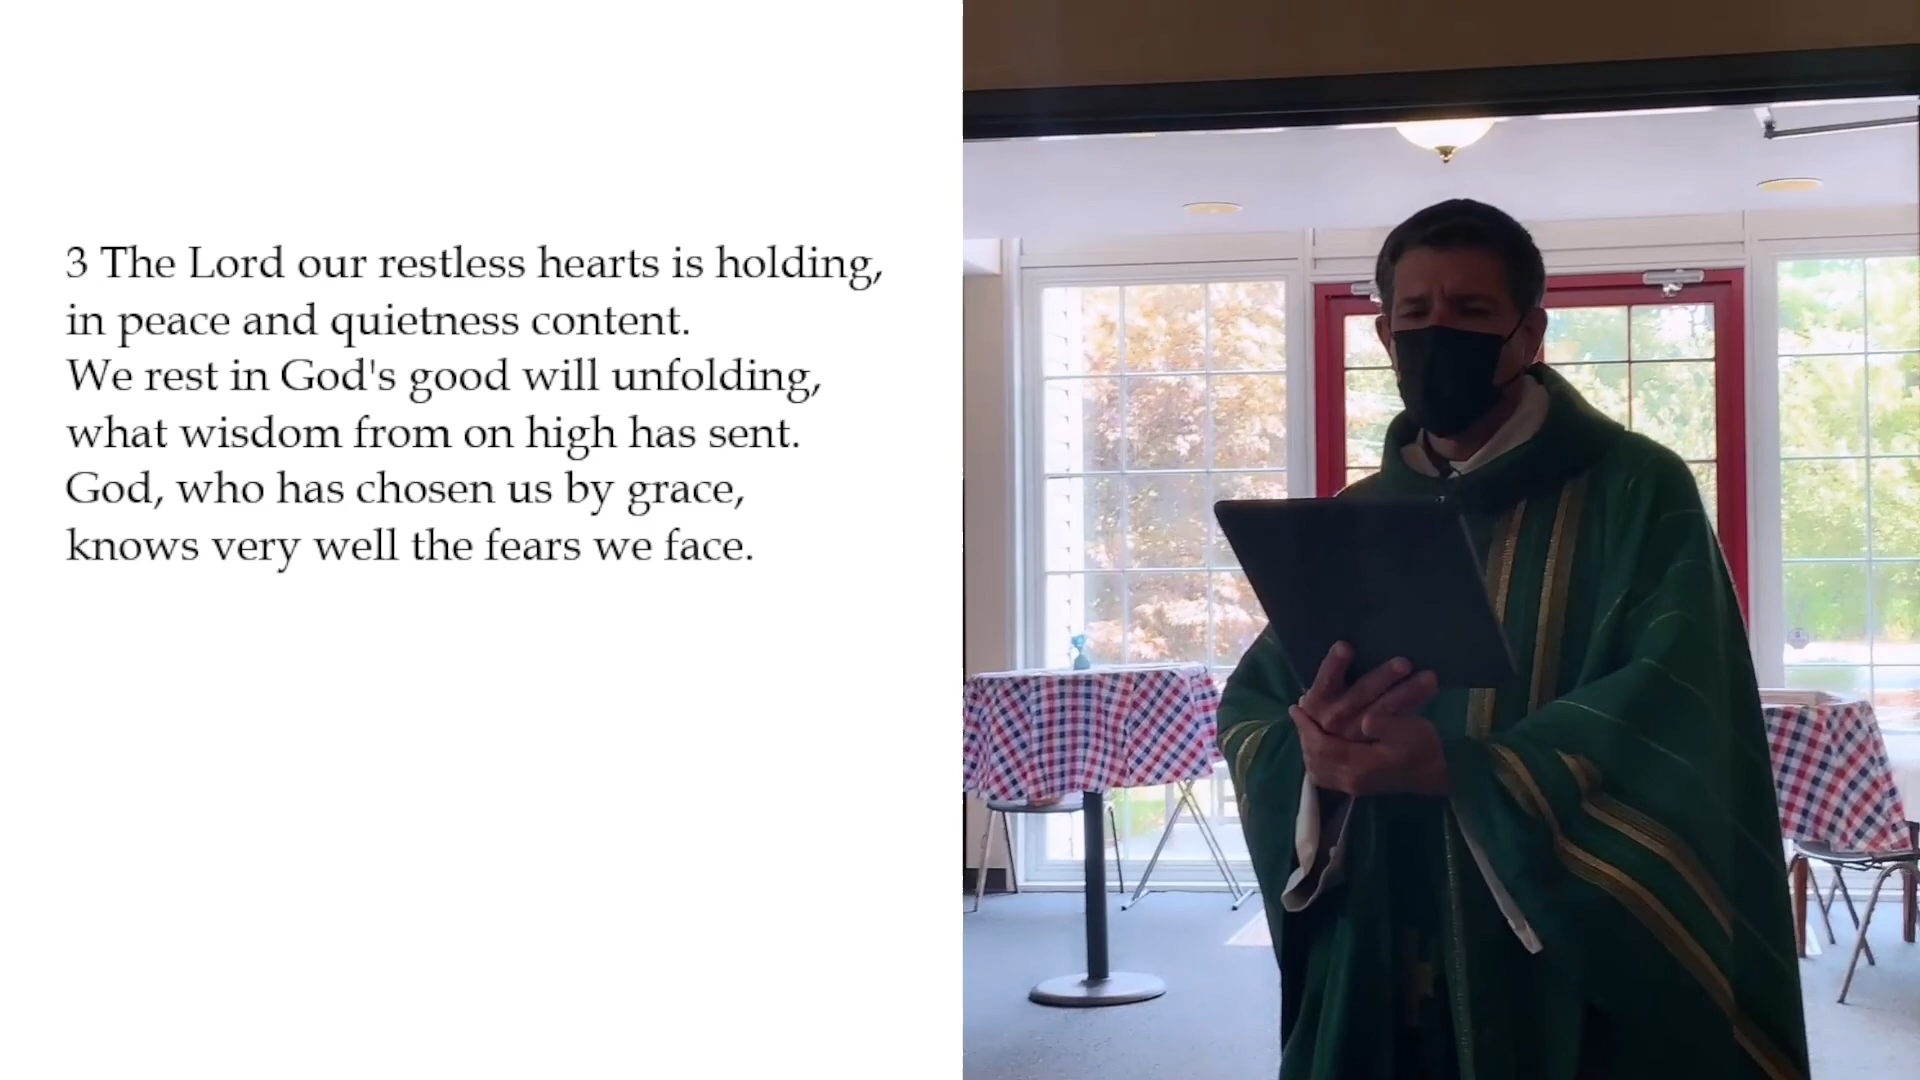 3 The Lord our restless hearts is holding,
in peace and quietness content.
We rest in God's good will unfolding,
what wisdom from on high has sent.
God, who has chosen us by grace,
knows very well the fears we face.